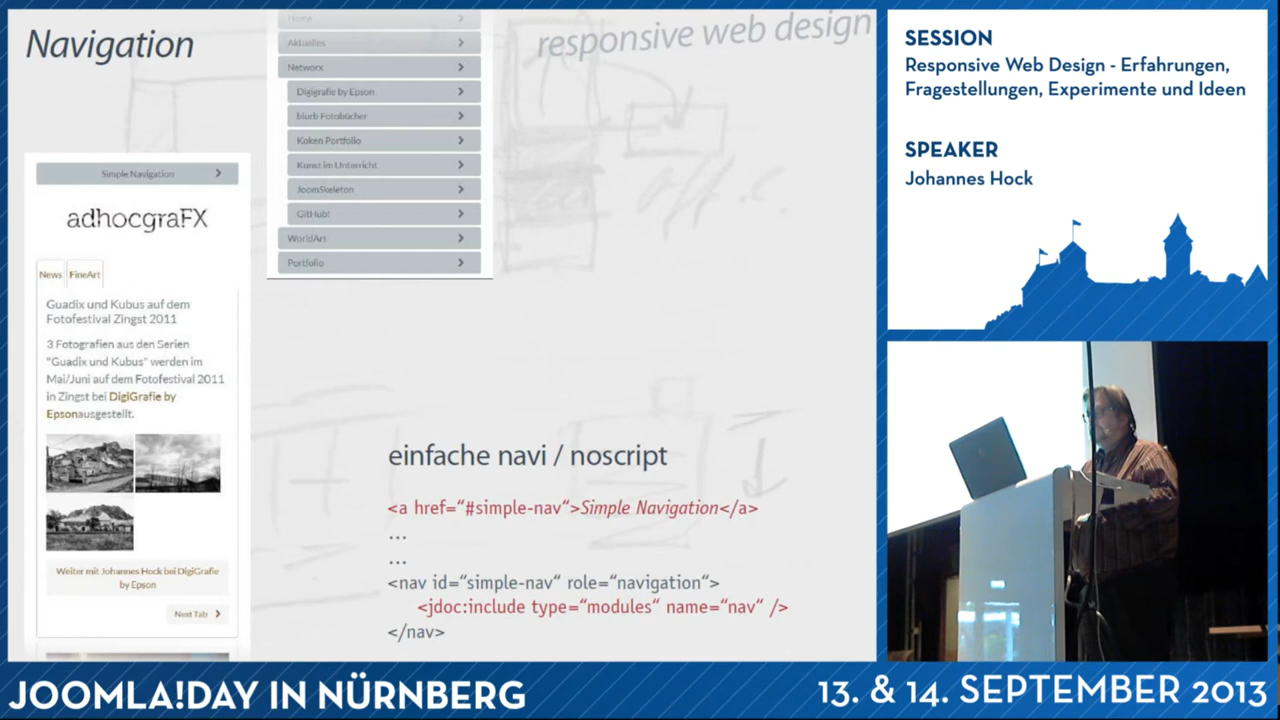 Navigation
responsive web design
Home
Aktuelles
Networx
Digigrafie by Epson
blurb Fotobücher
Koken Portfolio
Kunst im Unterricht
JoomSkeleton
GitHub!
WorldArt
Portfolio
Simple Navigation
adhocgraFX
News FineArt
Guadix und Kubus auf dem
Fotofestival Zingst 2011
3 Fotografien aus den Serien
"Guadix und Kubus" werden im
Mai/Juni auf dem Fotofestival 2011
in Zingst bei DigiGrafie by
Epsonausgestellt.
Weiter mit Johannes Hock bei DigiGrafie
by Epson
Next Tab
einfache navi / noscript
<a href=“#simple-nav“>Simple Navigation</a>
...
...
<nav id=“simple-nav“ role=“navigation“>
<jdoc:include type=“modules“ name=“nav“ />
</nav>
SESSION
Responsive Web Design - Erfahrungen,
Fragestellungen, Experimente und Ideen
SPEAKER
Johannes Hock
JOOMLA!DAY IN NÜRNBERG
13. & 14. SEPTEMBER 2013